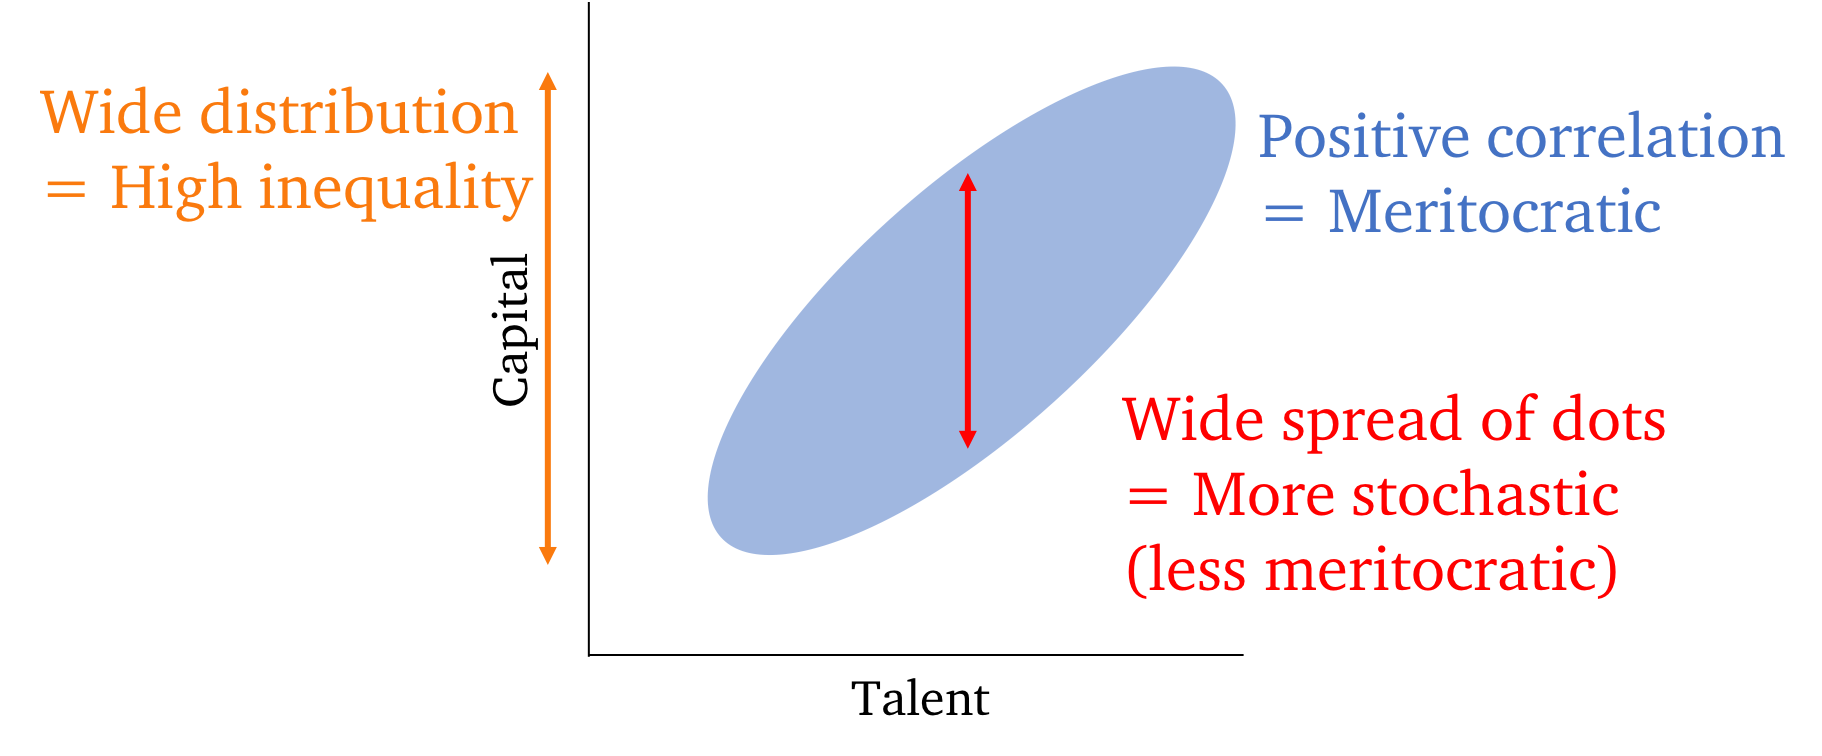 Wide distribution
= High inequality
Capital
Positive correlation
= Meritocratic
Wide spread of dots
= More stochastic
(less meritocratic)
Talent